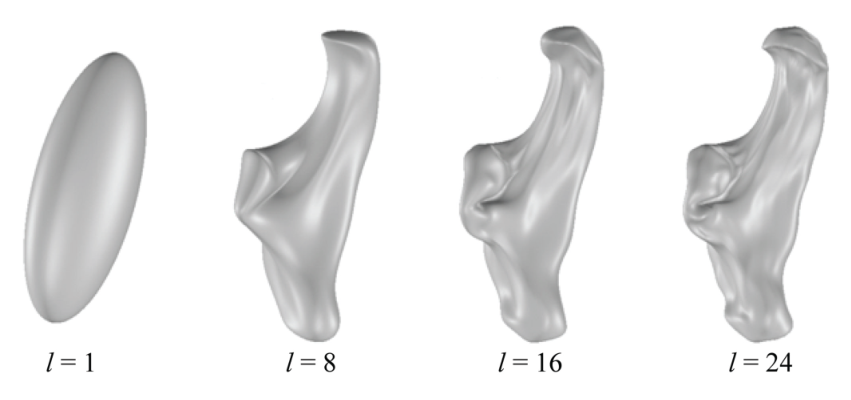 l = 1 l = 8 l = 16 l = 24